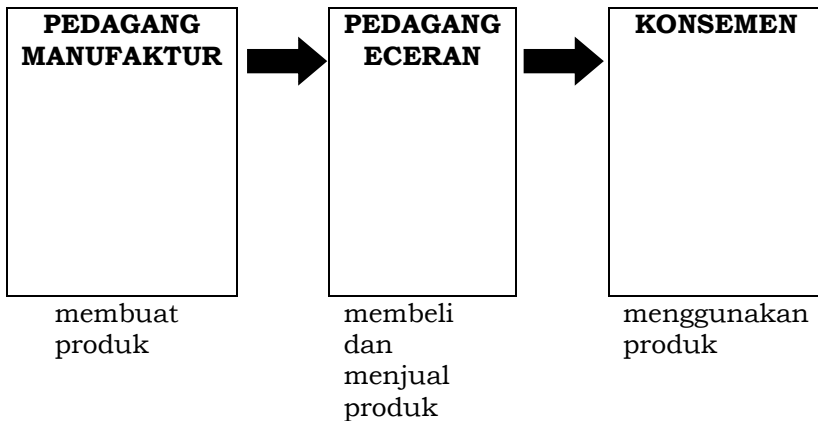 PEDAGANG
MANUFAKTUR
PEDAGANG
ECERAN
KONSEMEN
membuat
produk
membeli
dan
menjual
produk
menggunakan
produk